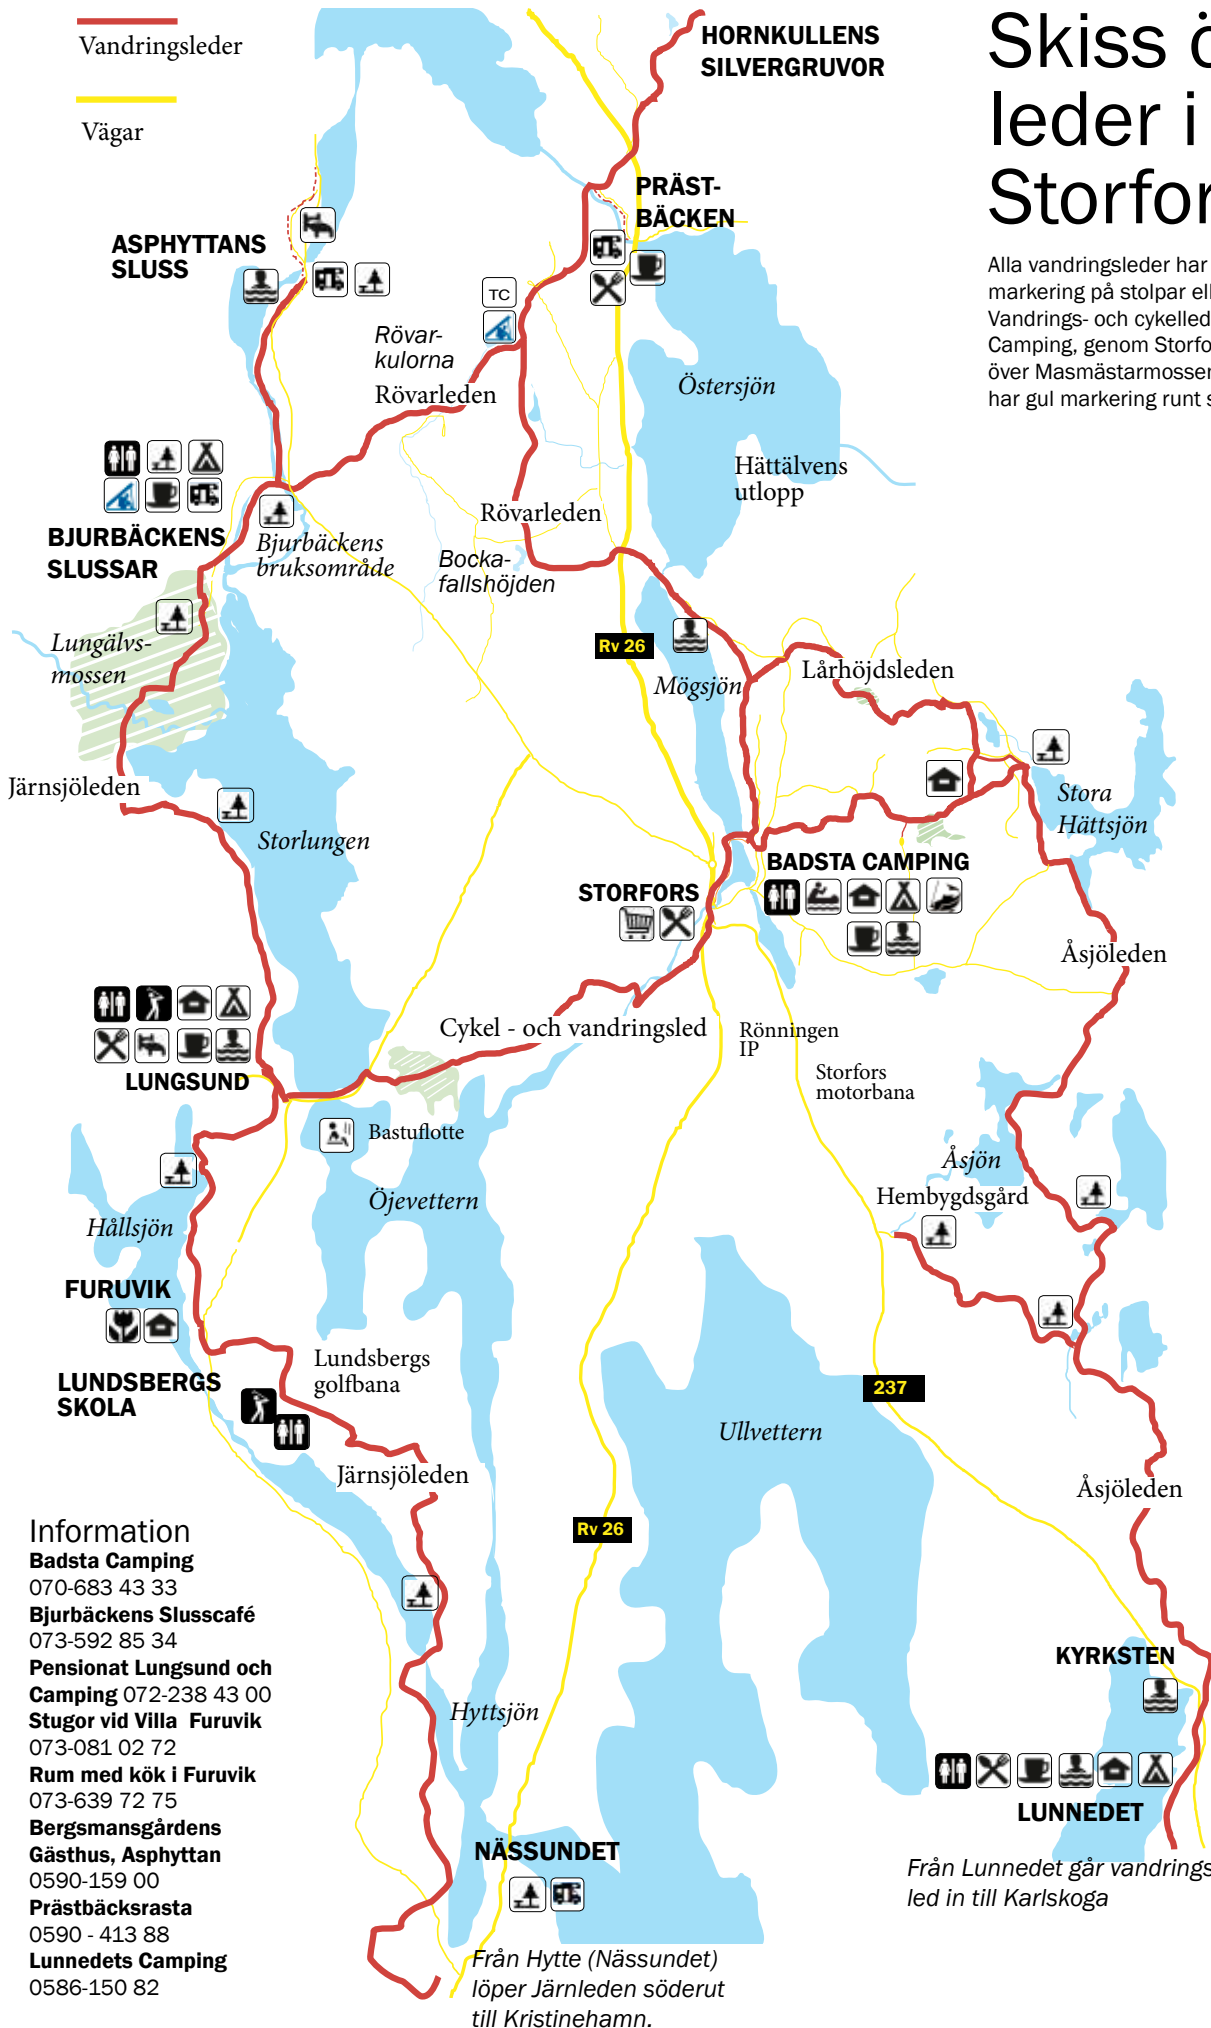 Vandringsleder
Vägar
HORNKULLENS
SILVERGRUVOR
Skiss
leder i
Alla vandringsleder har
markering på stolpar
Vandrings- och
Camping, genom
över
har gul markering runt
PRÄST-
BÄCKEN
ASPHYTTANS
SLUSS
TC
Rövar-
kulorna
Rövarleden
Östersjön
Hättälvens
utlopp
Rövarleden
BJURBÄCKENS
SLUSSAR
Bjurbäckens
bruksområde
Bocka-
fallshöjden
Lungälvs-
mossen
Rv 26
Mögsjön
Lårhöjdsleden
Järnsjöleden
Storlungen
Stora
Hättsjön
BADSTA CAMPING
STORFORS
Åsjöleden
Cykel - och vandringsled
Rönningen
IP
Storfors
motorbana
LUNGSUND
Bastuflotte
Åsjön
Hembygdsgård
Öjevettern
Hållsjön
FURUVIK
Lundsbergs
golfbana
LUNDSBERGS
SKOLA
237
Ullvettern
Järnsjöleden
Åsjöleden
Rv 26
Information
Badsta Camping
070-683 43 33
Bjurbäckens Slusscafé
073-592 85 34
Pensionat Lungsund och
Camping 072-238 43 00
Stugor vid Villa Furuvik
073-081 02 72
Rum med kök i Furuvik
073-639 72 75
Bergsmansgårdens
Gästhus, Asphyttan
0590-159 00
Prästbäcksrasta
0590 - 413 88
Lunnedets Camping
0586-150 82
Hyttsjön
KYRKSTEN
LUNNEDET
Från Lunnedet går vandrings
led in till Karlskoga
NÄSSUNDET
Från Hytte (Nässundet)
löper Järnleden söderut
till Kristinehamn.